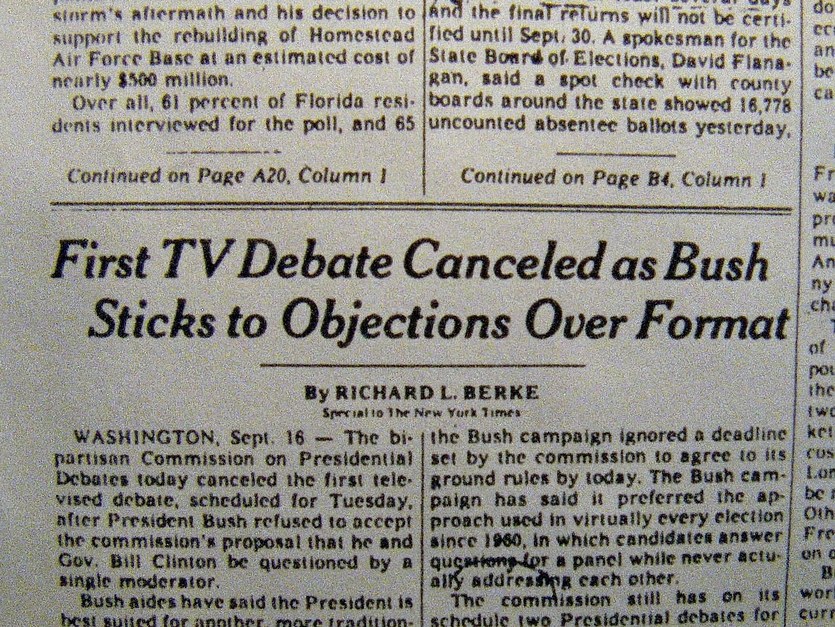 storm's aftermath and his decision to
support the rebuilding of Homestead
Air Force Base at an estimated cost of
nearly $500 million.
Over all, 61 percent of Florida resi-
dents interviewed for the poll, and 65
Continued on Page A20, Column 1
and the final returns will not be certi-
fied until Sept. 30. A spokesman for the
State Board of Elections, David Flana-
gan, said a spot check with county
boards around the state showed 16,778
uncounted absentee ballots yesterday,
Continued on Page B4, Column 1
First TV Debate Canceled as Bush
Sticks to Objections Over Format
By RICHARD L. BERKE
Special to The New York Times
WASHINGTON, Sept. 16 — The bi-
partisan Commission on Presidential
Debates today canceled the first tele-
vised debate, scheduled for Tuesday,
after President Bush refused to accept
the commission's proposal that he and
Gov. Bill Clinton be questioned by a
single moderator.
Bush aides have said the President is
best suited for another, more tradition-
the Bush campaign ignored a deadline
set by the commission to agree to its
ground rules by today. The Bush cam-
paign has said it preferred the ap-
proach used in virtually every election
since 1960, in which candidates answer
questions for a panel while never actu-
ally addressing each other.
The commission still has on its
schedule two Presidential debates for